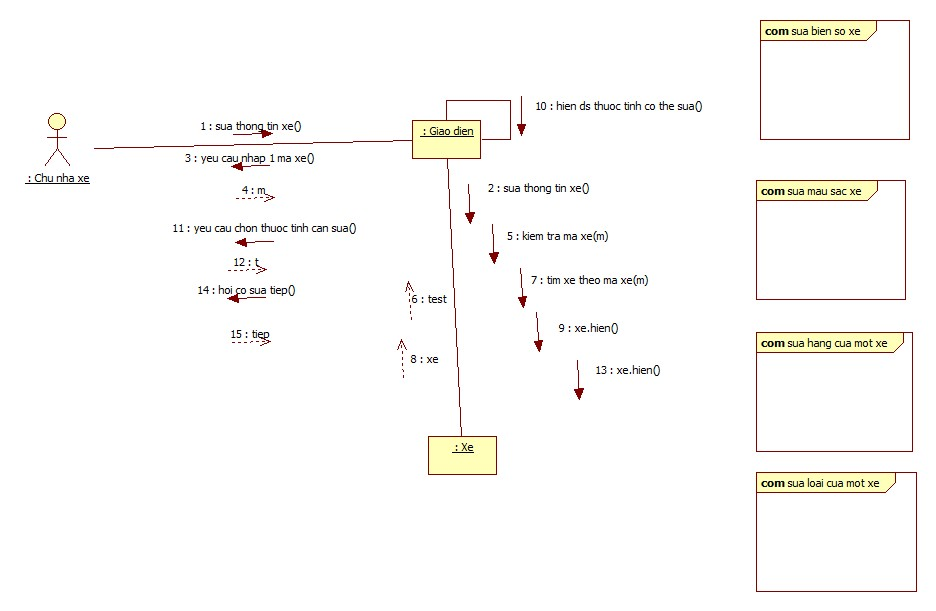 com sua bien so xe
10 : hien ds thuoc tinh co the sua()
1 : sua thong tin xe()
: Giao dien
3 : yeu cau nhap 1 ma xe()
: Chu nha xe
4 : m
2 : sua thong tin xe()
com sua mau sac xe
11 : yeu cau chon thuoc tinh can sua()
5 : kiem tra ma xe(m)
12 : t
7 : tim xe theo ma xe(m)
14 : hoi co sua tiep()
6 : test
9 : xe.hien()
15 : tiep
com sua hang cua mot xe
8 : xe
13 : xe.hien()
: Xe
com sua loai cua mot xe